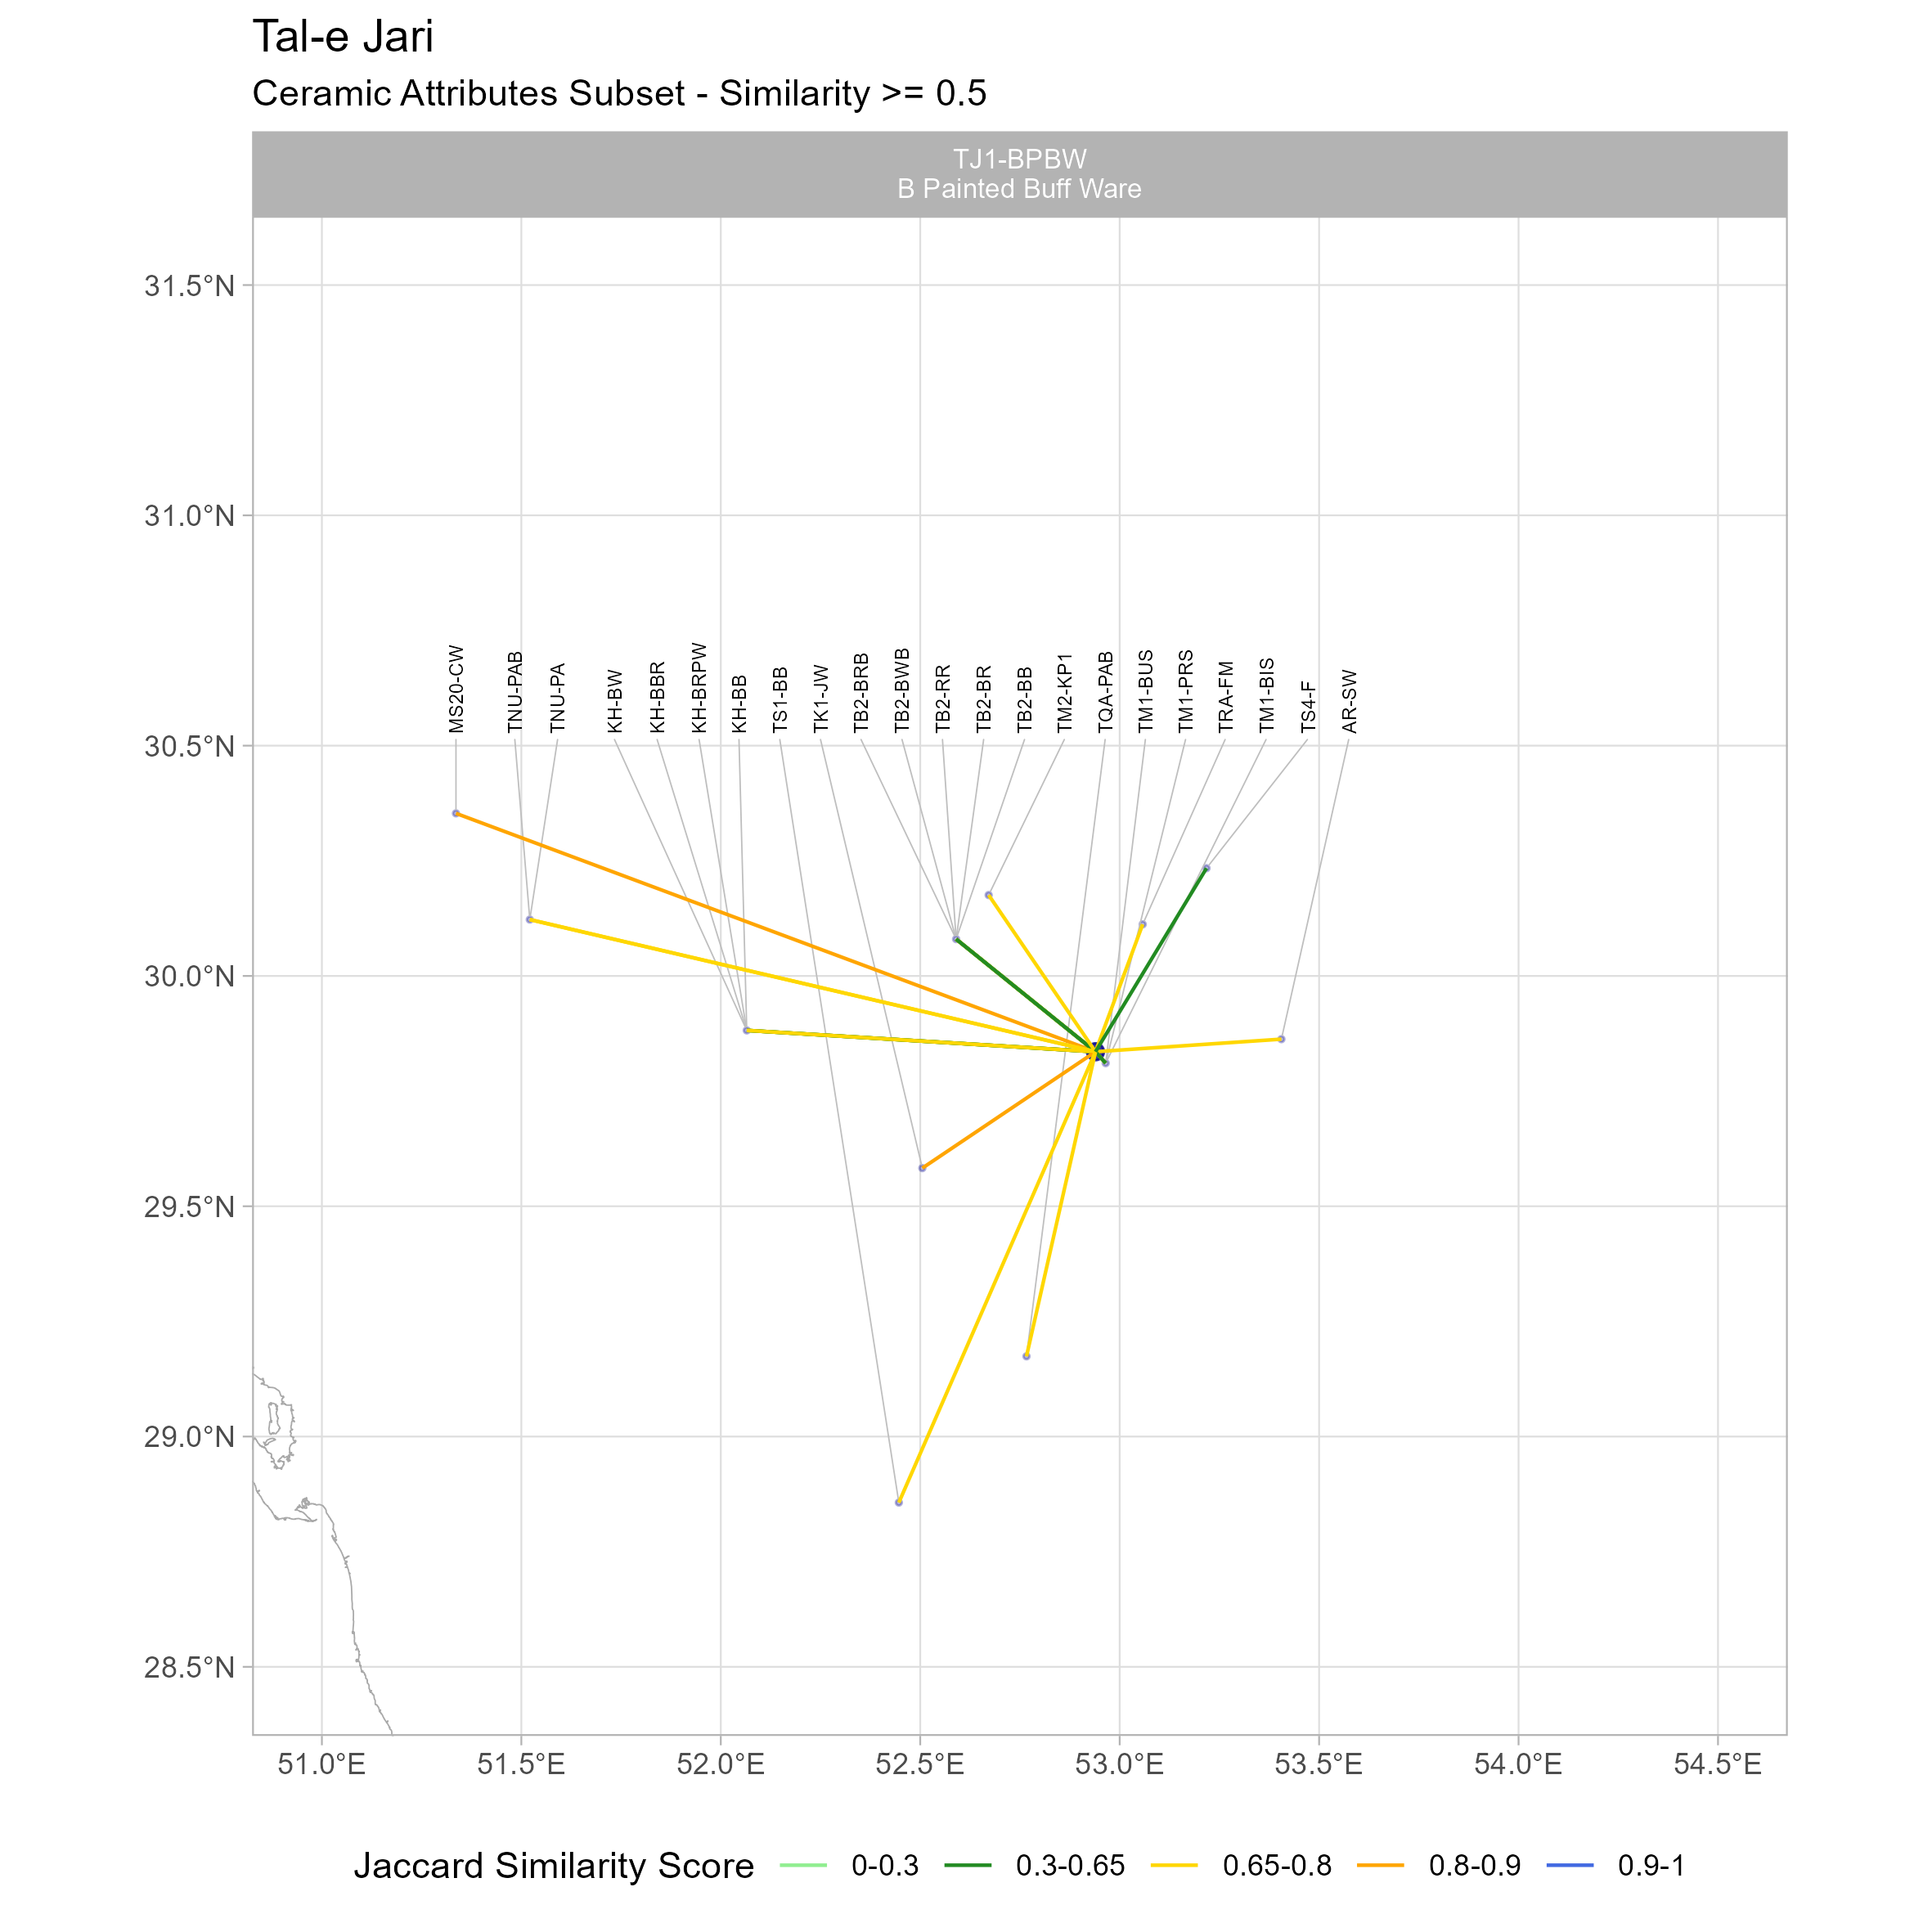 Tal-e Jari
Ceramic Attributes Subset - Similarity >= 0.5
TJ1-BPBW
B Painted Buff Ware
31.5°N
31.0°N
30.5°N
30.0°N
29.5°N
29.0°N
28.5°N
MS20-CW
TNU-PAB
TNU-PA
KH-BW
KH-BBR
KH-BRPW
KH-BB
TS1-BB
TK1-JW
TB2-BRB
TB2-BWB
TB2-RR
TB2-BR
TB2-BB
TM2-KP1
TQA-PAB
TM1-BUS
TM1-PRS
TRA-FM
TM1-BIS
TS4-F
AR-SW
51.0°E 51.5°E 52.0°E 52.5°E 53.0°E 53.5°E 54.0°E 54.5°E
Jaccard Similarity Score 0-0.3 0.3-0.65 0.65-0.8 0.8-0.9 0.9-1